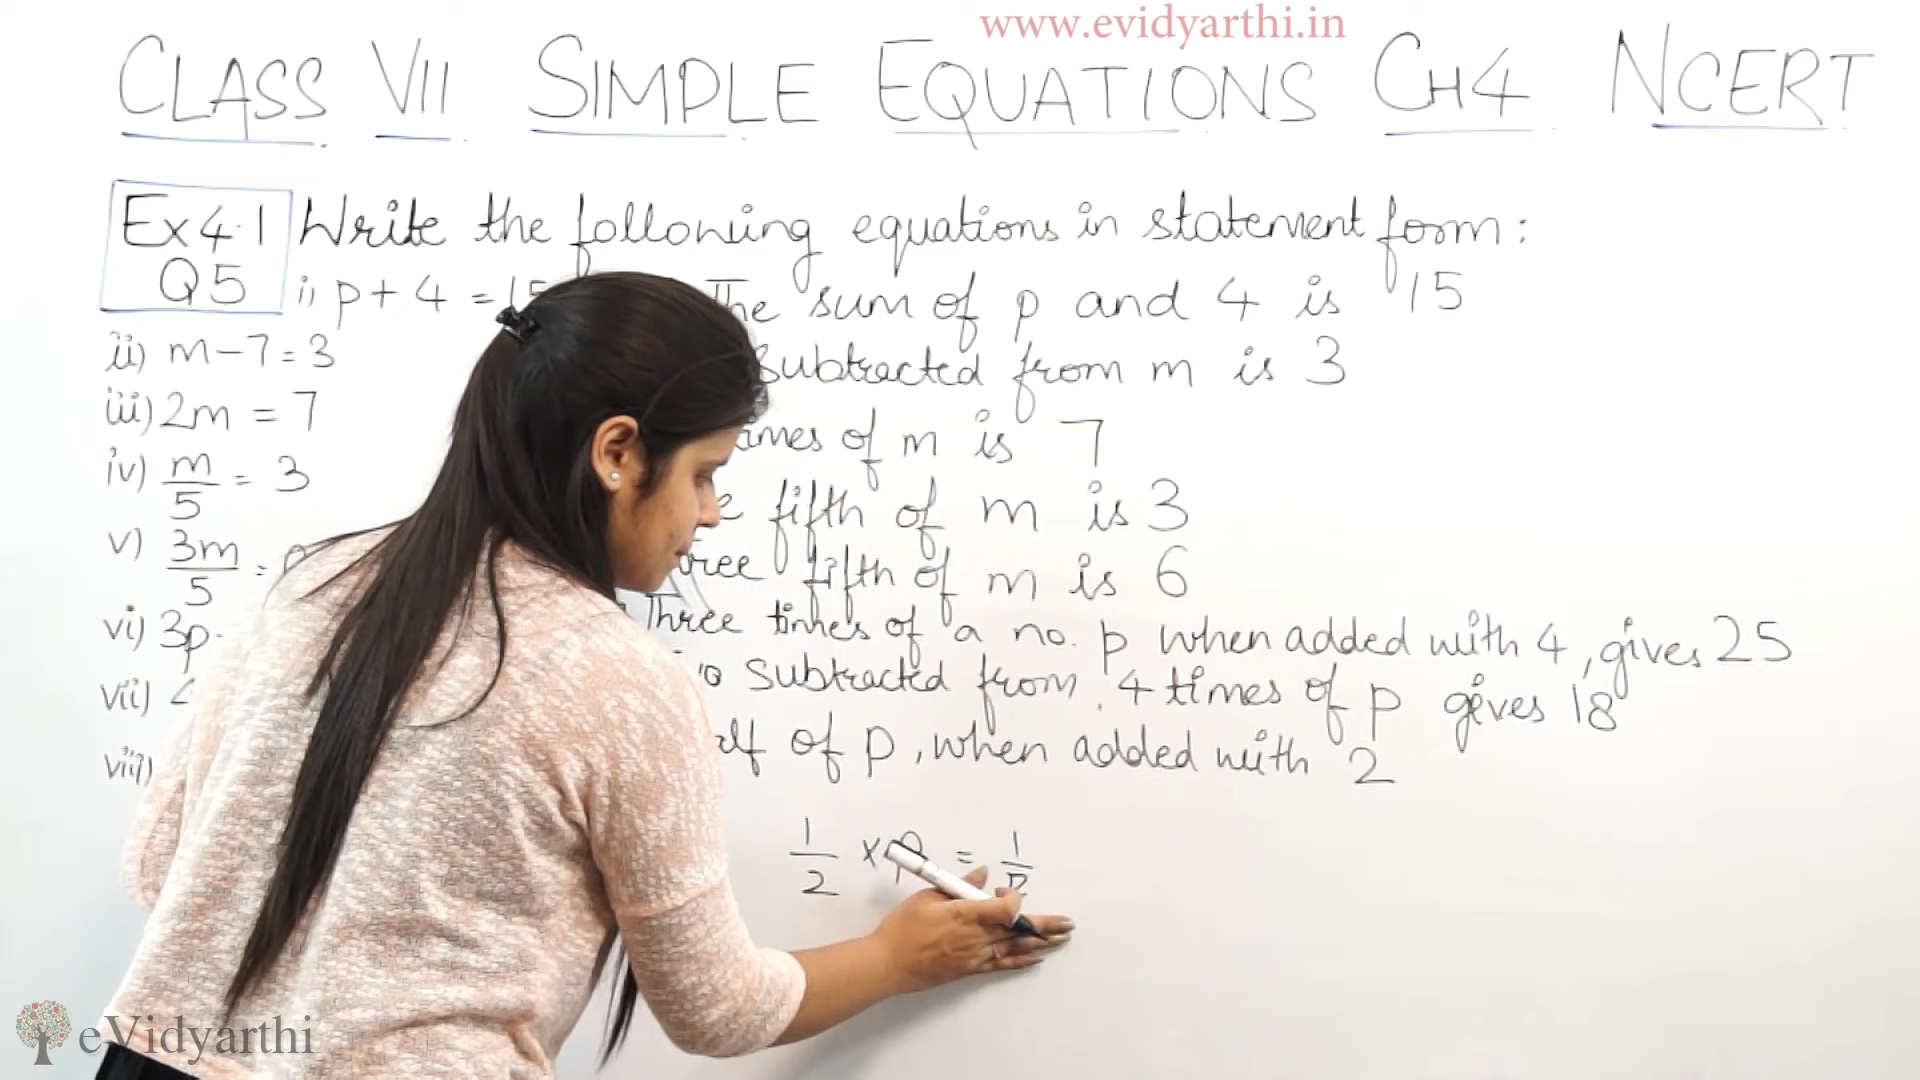 www.evidyarthi.in
CLASS VII SIMPLE EQUATIONS CH4 NCERT
Ex 4.1 Write the following equations in statement form:
Q5 i) p + 4 = 15 The sum of p and 4 is 15
ii) m - 7 = 3 subtracted from m is 3
iii) 2m = 7 of m is 7
iv) m/5 = 3 fifth of m is 3
v) 3m/5 = fifth of m is 6
vi) 3p Three times of a no. p when added with 4, gives 25
vii) 4 subtracted from 4 times of p gives 18
viii) of p, when added with 2
1/2 × p = 1/
eVidyarthi